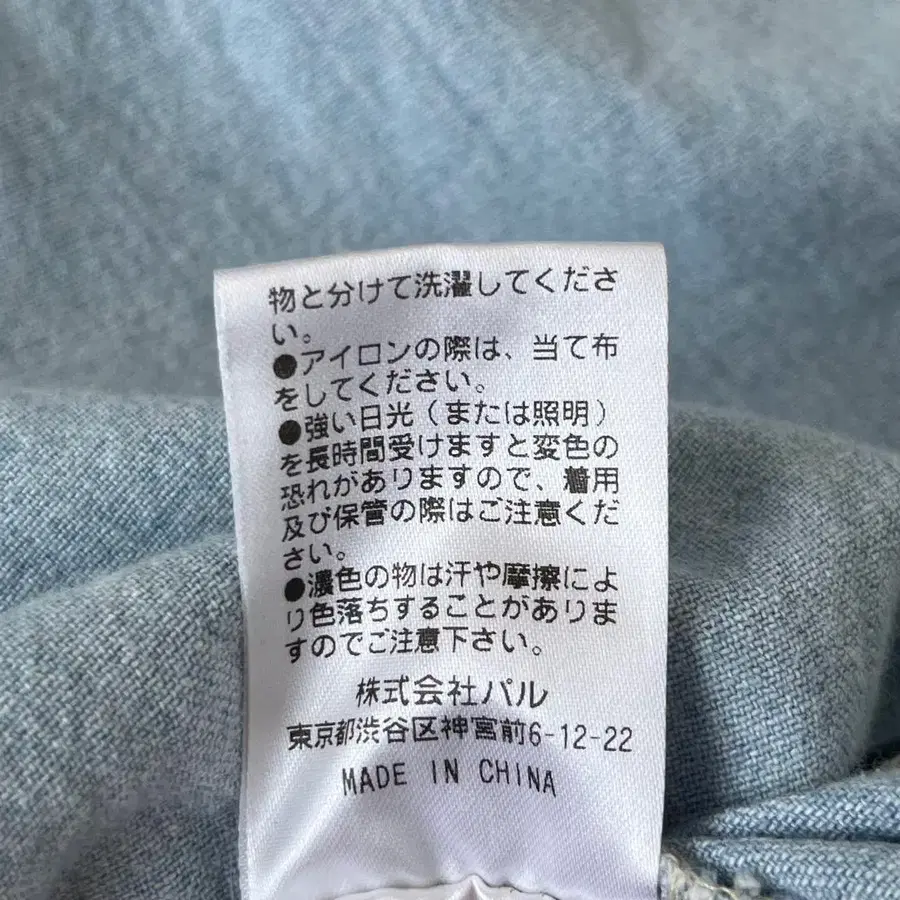 物と分けて洗濯してくださ
い。
●アイロンの際は、当て布
をしてください。
●強い日光(または照明)
を長時間受けますと変色の
恐れがありますので、着用
及び保管の際はご注意くだ
さい。
●濃色の物は汗や摩擦によ
り色落ちすることがありま
すのでご注意下さい。
株式会社パル
東京都渋谷区神宮前6-12-22
MADE IN CHINA